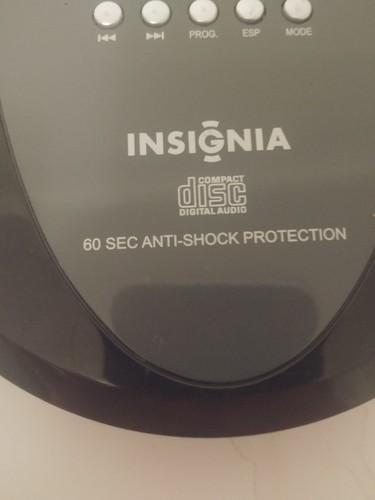 PROG. ESP MODE
INSIGNIA
COMPACT
disc
DIGITAL AUDIO
60 SEC ANTI-SHOCK PROTECTION